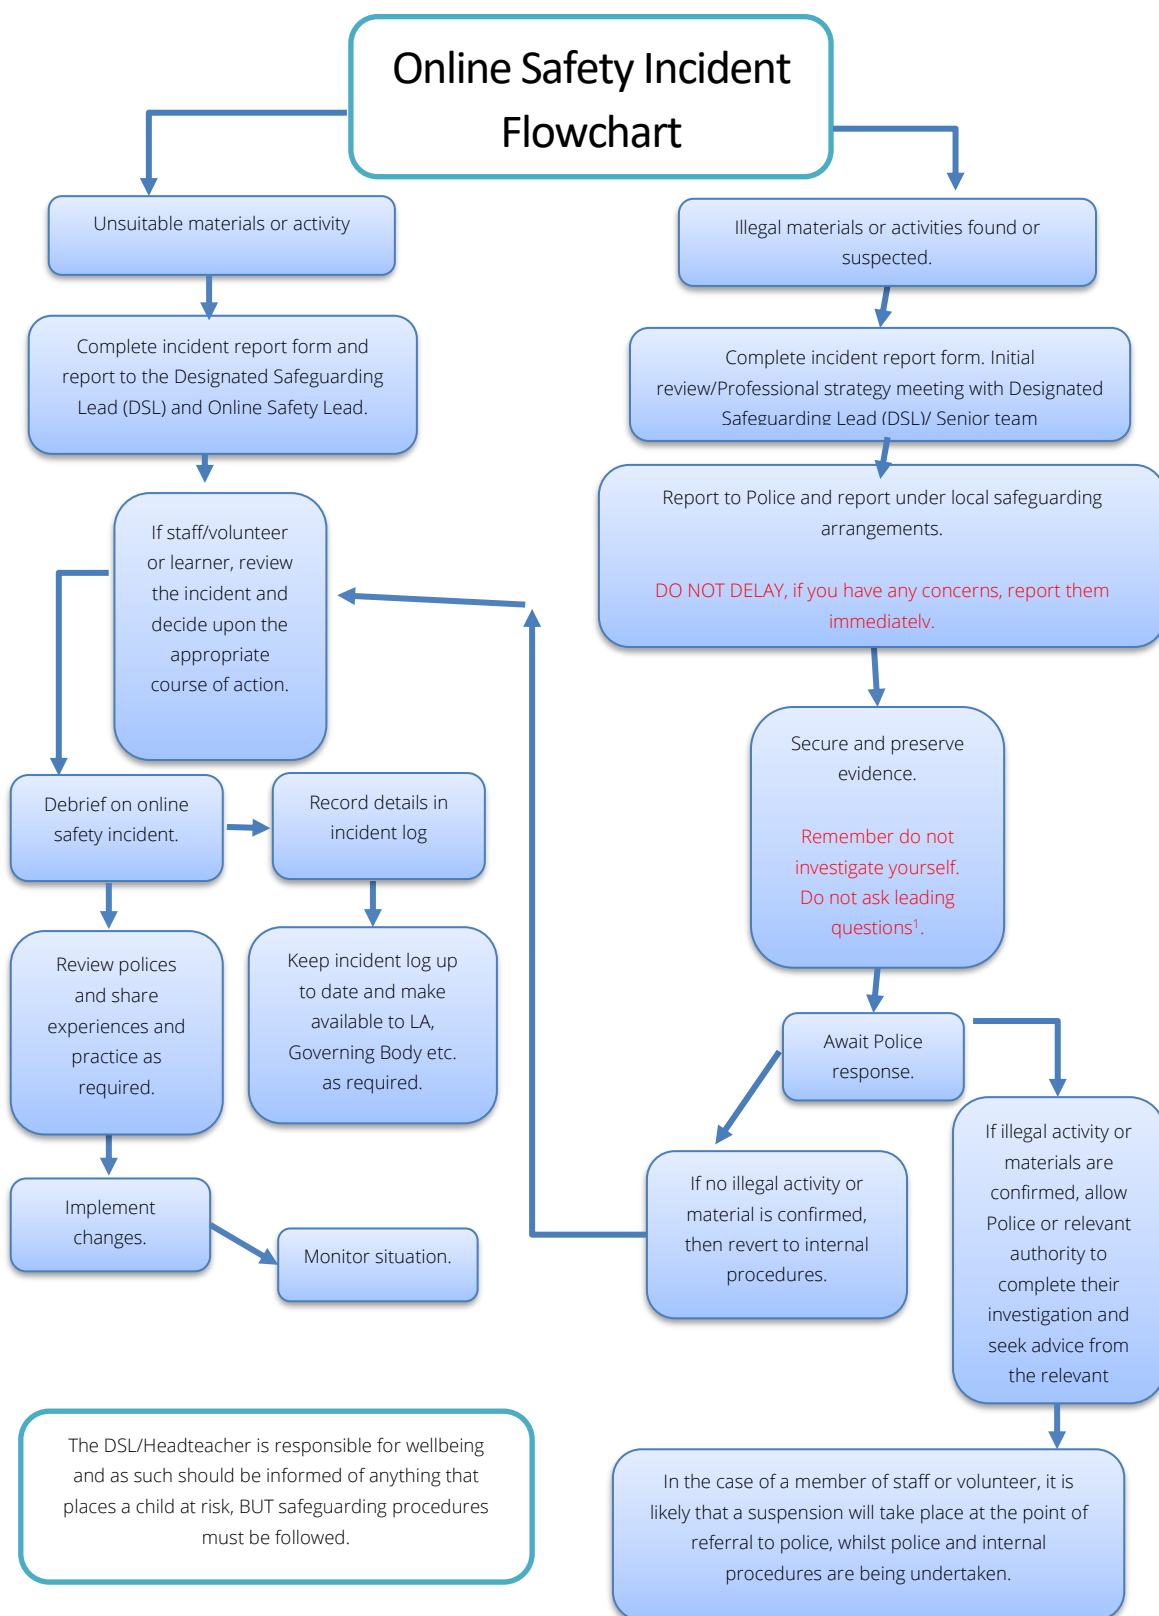 Online Safety Incident
Flowchart
Unsuitable materials or activity
Complete incident report form and
report to the Designated Safeguarding
Lead (DSL) and Online Safety Lead.
If staff/volunteer
or learner, review
the incident and
decide upon the
appropriate
course of action.
Debrief on online
safety incident.
Record details in
incident log
Review polices
and share
experiences and
practice as
required.
Keep incident log up
to date and make
available to LA,
Governing Body etc.
as required.
Implement
changes.
Monitor situation.
Illegal materials or activities found or
suspected.
Complete incident report form. Initial
review/Professional strategy meeting with Designated
Safeguarding Lead (DSL)/ Senior team
Report to Police and report under local safeguarding
arrangements.
DO NOT DELAY, if you have any concerns, report them
immediately.
Secure and preserve
evidence.
Remember do not
investigate yourself.
Do not ask leading
questions¹.
Await Police
response.
If no illegal activity or
material is confirmed,
then revert to internal
procedures.
If illegal activity or
materials are
confirmed, allow
Police or relevant
authority to
complete their
investigation and
seek advice from
the relevant
In the case of a member of staff or volunteer, it is
likely that a suspension will take place at the point of
referral to police, whilst police and internal
procedures are being undertaken.
The DSL/Headteacher is responsible for wellbeing
and as such should be informed of anything that
places a child at risk, BUT safeguarding procedures
must be followed.